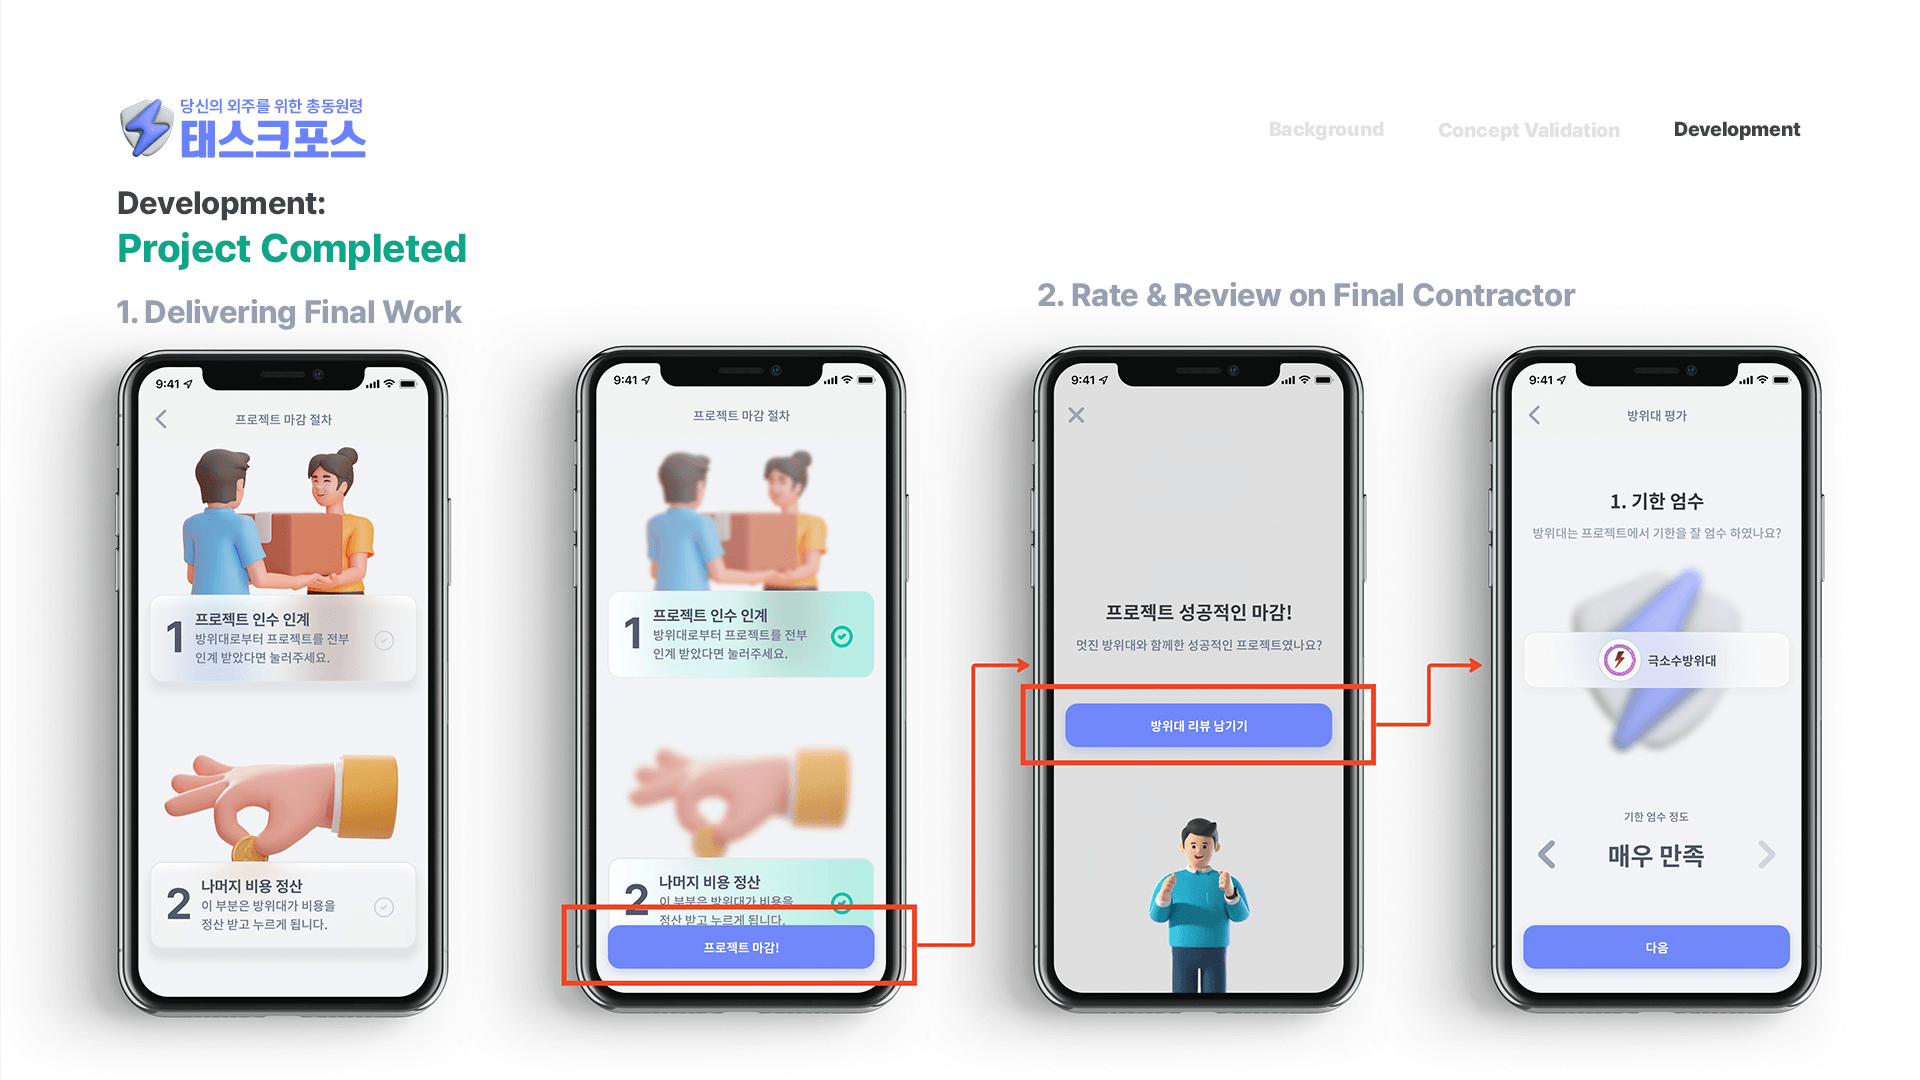 당신의 외주를 위한 총동원령
태스크포스
Background
Concept Validation
Development
Development:
Project Completed
1. Delivering Final Work
2. Rate & Review on Final Contractor
9:41
프로젝트 마감 절차
1
프로젝트 인수 인계
방위대로부터 프로젝트를 전부
인계 받았다면 눌러주세요.
2
나머지 비용 정산
이 부분은 방위대가 비용을
정산 받고 누르게 됩니다.
9:41
프로젝트 마감 절차
1
프로젝트 인수 인계
방위대로부터 프로젝트를 전부
인계 받았다면 눌러주세요.
2
나머지 비용 정산
이 부분은 방위대가 비용을
정산 받고 누르게 됩니다.
프로젝트 마감!
9:41
프로젝트 성공적인 마감!
멋진 방위대와 함께한 성공적인 프로젝트였나요?
방위대 리뷰 남기기
9:41
방위대 평가
1. 기한 엄수
방위대는 프로젝트에서 기한을 잘 엄수 하였나요?
극소수방위대
기한 엄수 정도
매우 만족
다음